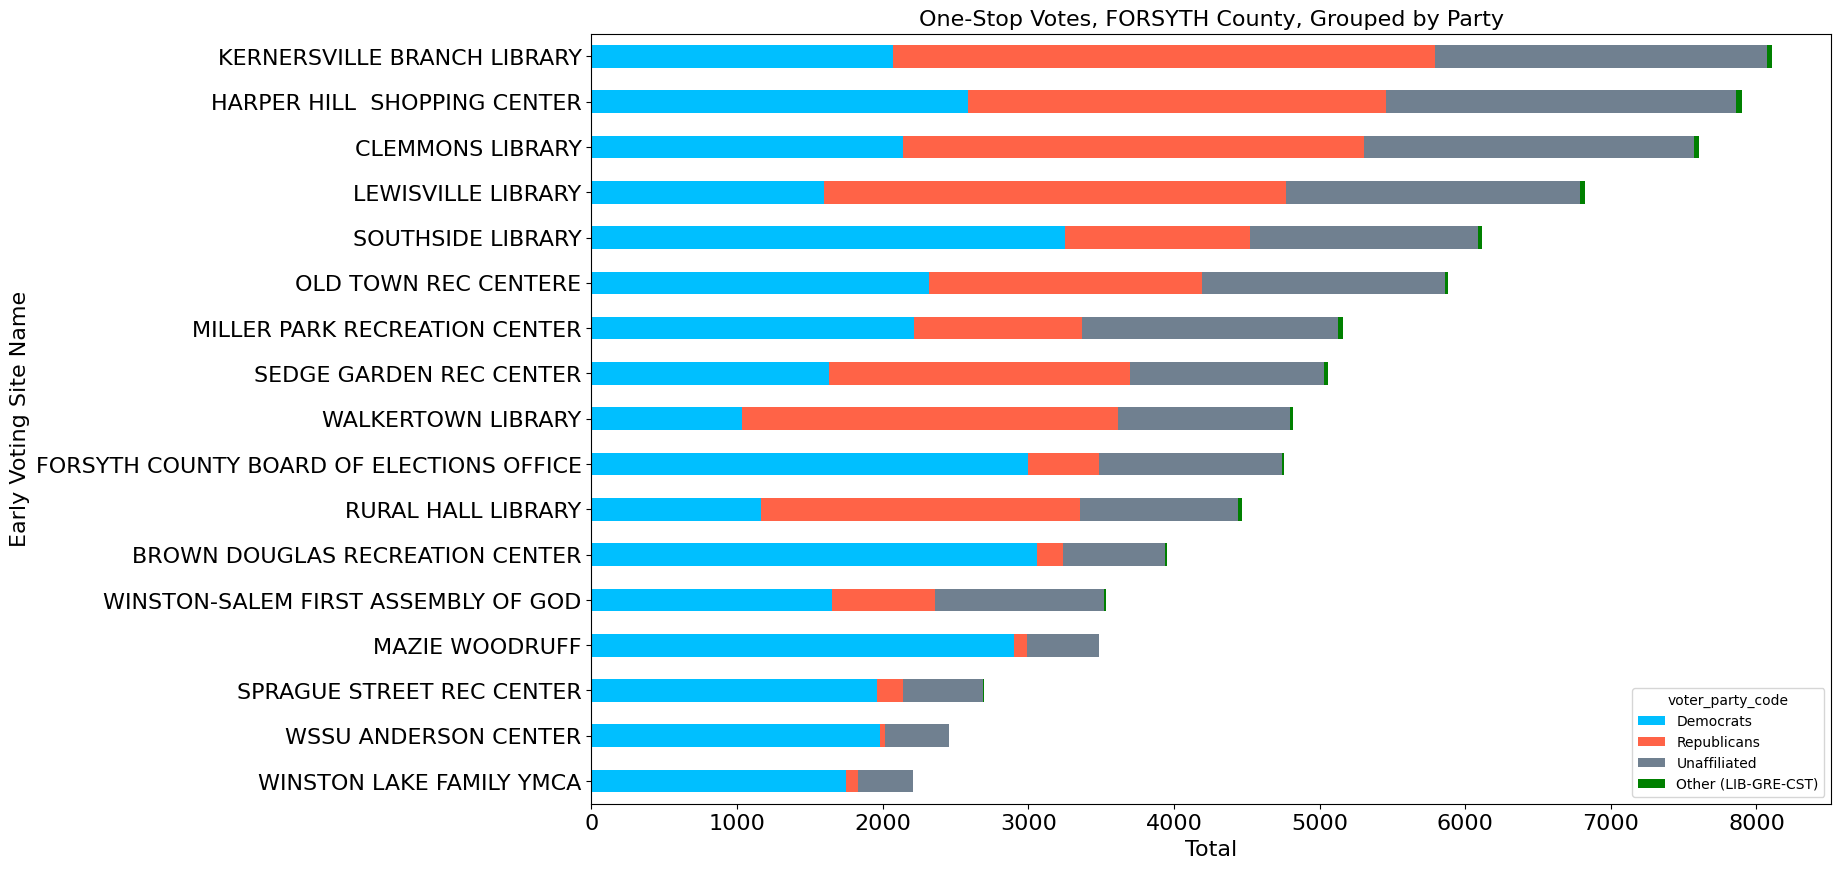 One-Stop Votes, FORSYTH County, Grouped by Party
Early Voting Site Name
KERNERSVILLE BRANCH LIBRARY
HARPER HILL  SHOPPING CENTER
CLEMMONS LIBRARY
LEWISVILLE LIBRARY
SOUTHSIDE LIBRARY
OLD TOWN REC CENTERE
MILLER PARK RECREATION CENTER
SEDGE GARDEN REC CENTER
WALKERTOWN LIBRARY
FORSYTH COUNTY BOARD OF ELECTIONS OFFICE
RURAL HALL LIBRARY
BROWN DOUGLAS RECREATION CENTER
WINSTON-SALEM FIRST ASSEMBLY OF GOD
MAZIE WOODRUFF
SPRAGUE STREET REC CENTER
WSSU ANDERSON CENTER
WINSTON LAKE FAMILY YMCA
voter_party_code
Democrats
Republicans
Unaffiliated
Other (LIB-GRE-CST)
0 1000 2000 3000 4000 5000 6000 7000 8000
Total